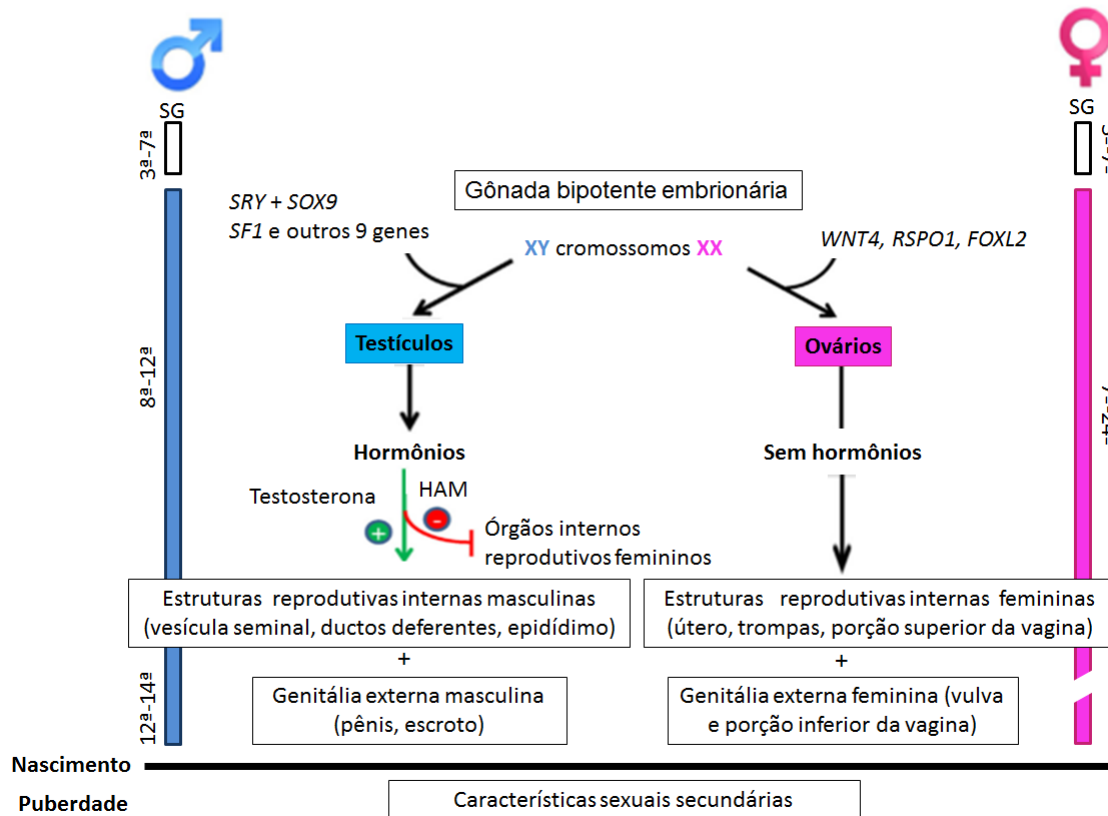 SG
SG
3ª-7ª
Gônada bipotente embrionária
SRY + SOX9
SF1 e outros 9 genes
XY cromossomos XX
WNT4, RSPO1, FOXL2
Testículos
Ovários
8ª-12ª
Hormônios
Sem hormônios
Testosterona
HAM
+
-
Órgãos internos
reprodutivos femininos
Estruturas reprodutivas internas masculinas
(vesícula seminal, ductos deferentes, epidídimo)
Estruturas reprodutivas internas femininas
(útero, trompas, porção superior da vagina)
+
+
12ª-14ª
Genitália externa masculina
(pênis, escroto)
Genitália externa feminina (vulva
e porção inferior da vagina)
Nascimento
Puberdade
Características sexuais secundárias